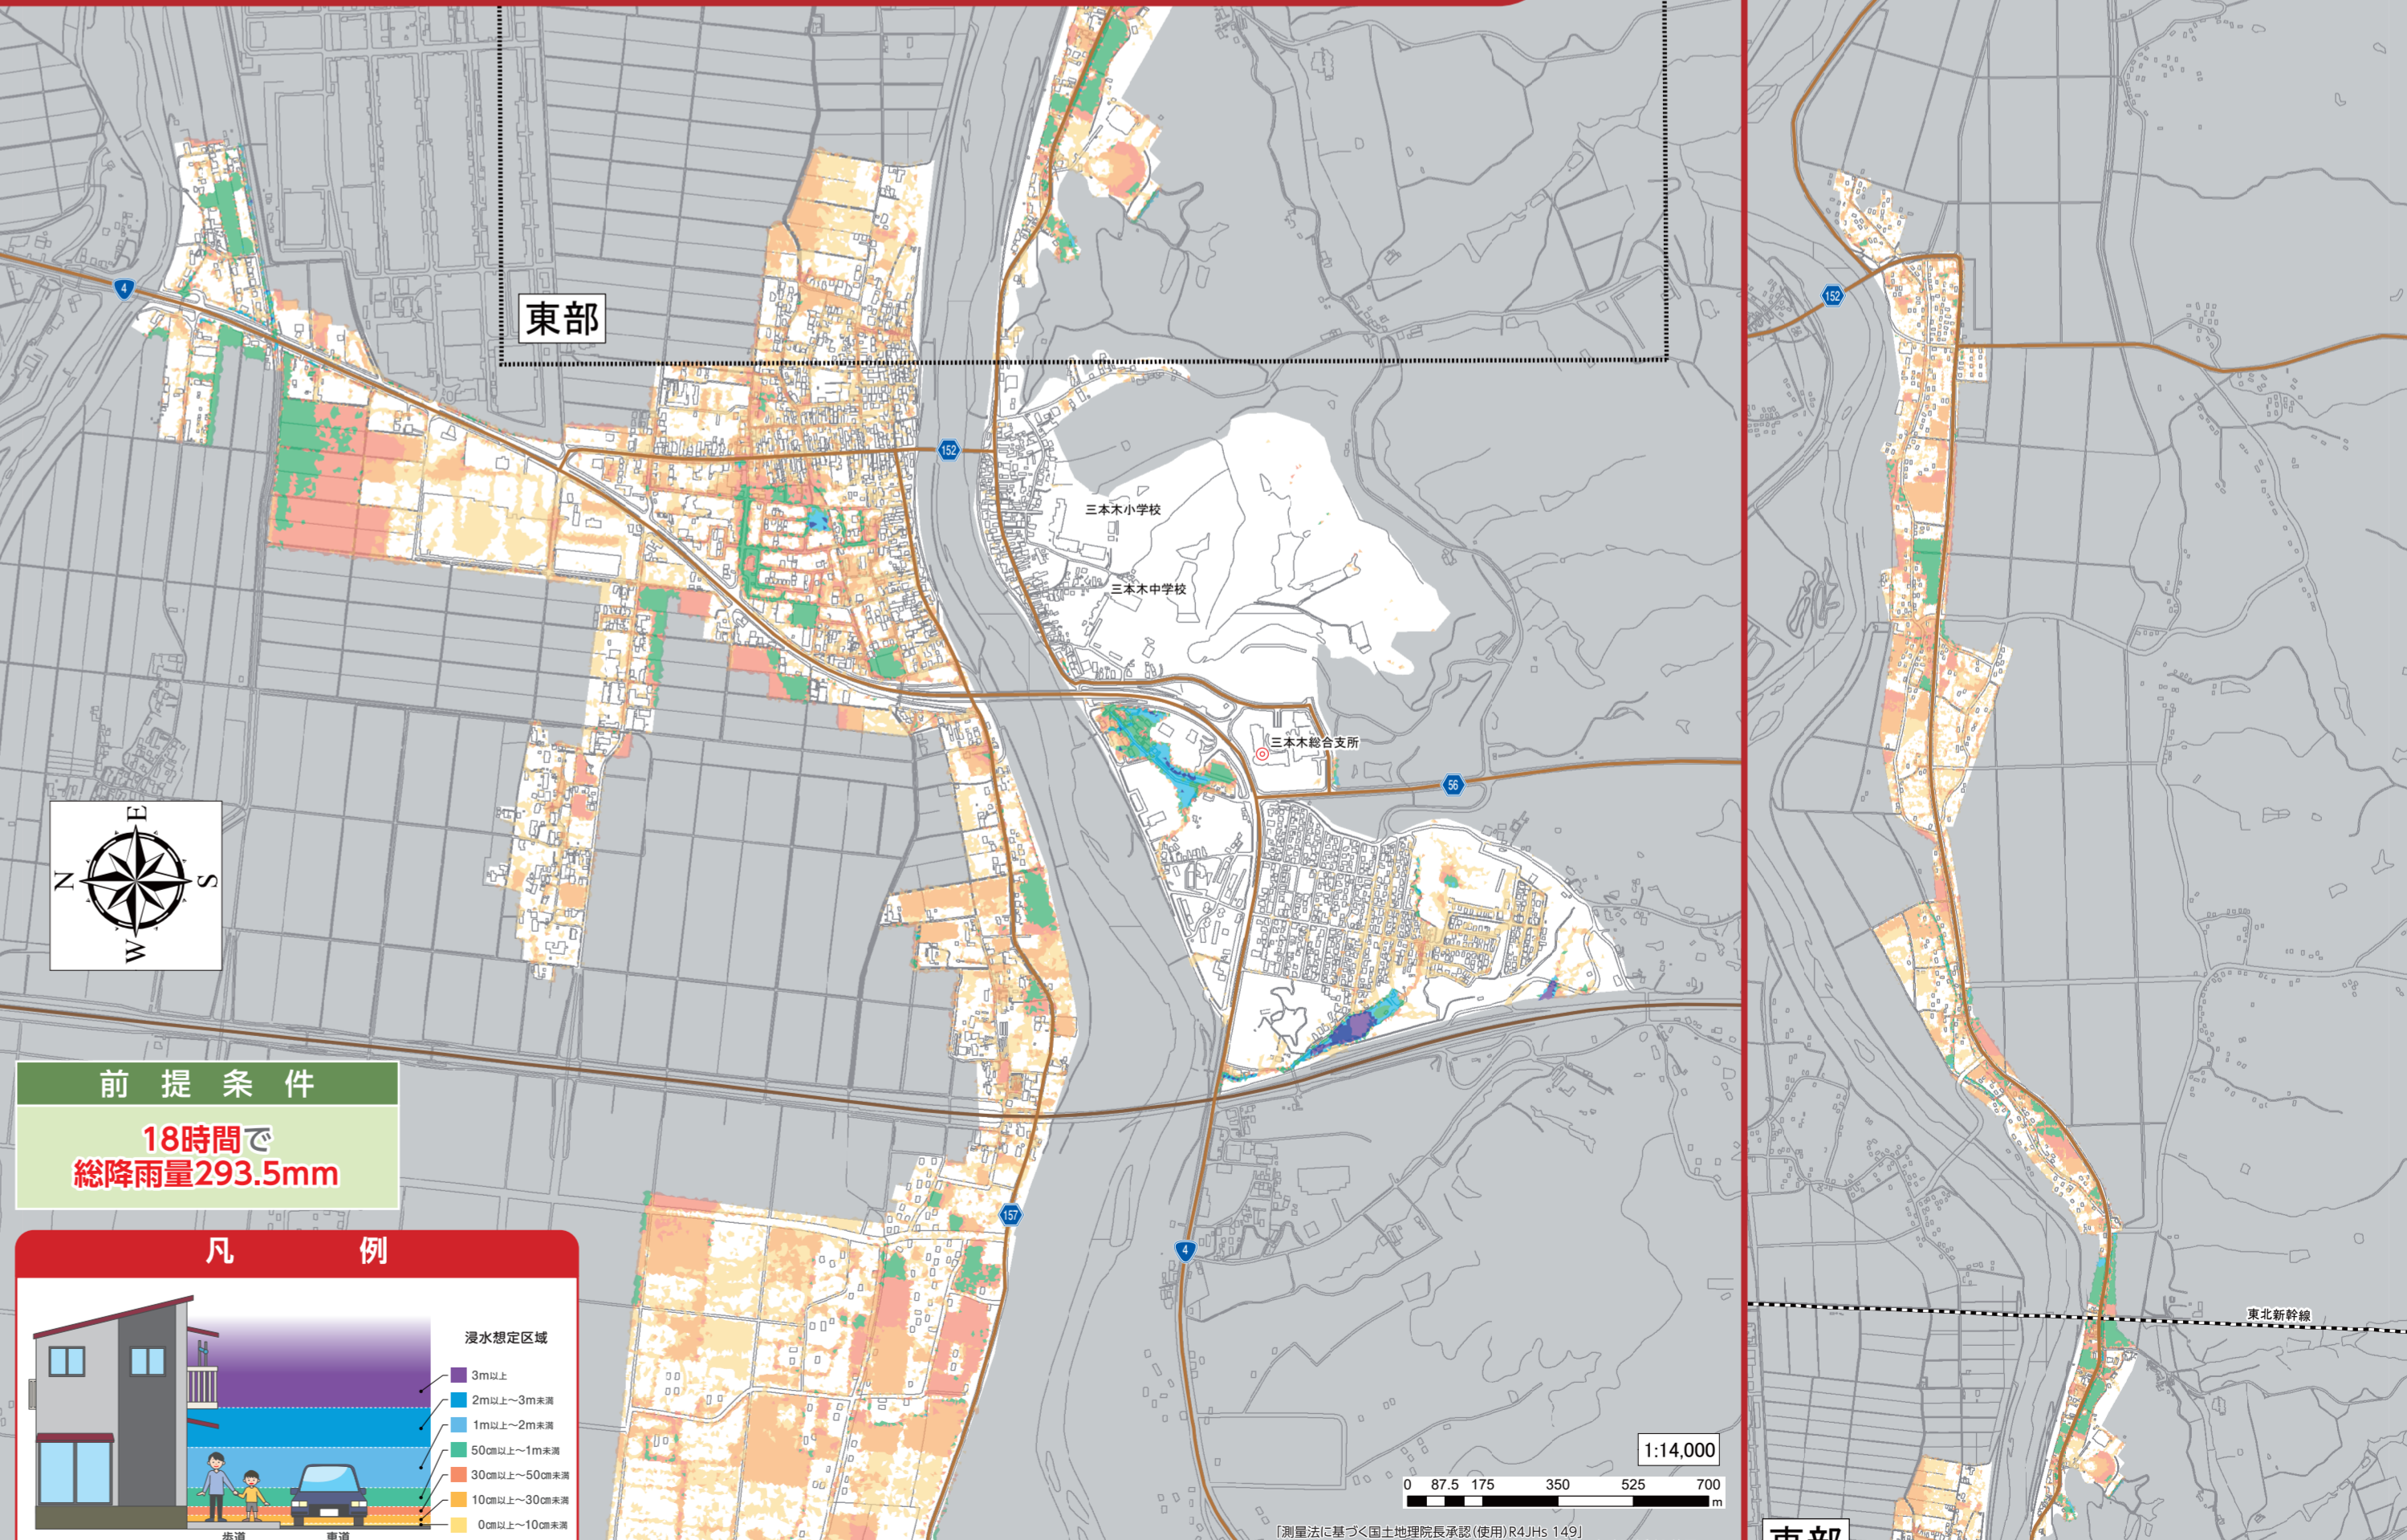 4
東部
152
三本木小学校
三本木中学校
三本木総合支所
56
E
N
S
W
前提条件
18時間で
総降雨量293.5mm
凡例
浸水想定区域
3m以上
2m以上～3m未満
1m以上～2m未満
50㎝以上～1m未満
30㎝以上～50㎝未満
10㎝以上～30㎝未満
0㎝以上～10㎝未満
歩道
車道
157
4
1:14,000
0 87.5 175 350 525 700
m
「測量法に基づく国土地理院長承認(使用)R4JHs 149」
152
東北新幹線
東部